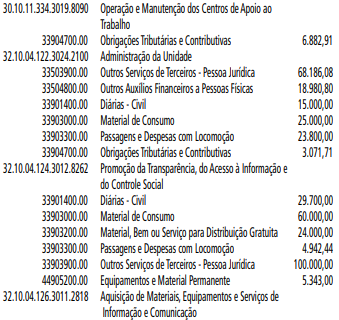 30.10.11.334.3019.8090 Operação e Manutenção dos Centros de Apoio ao
Trabalho
33904700.00 Obrigações Tributárias e Contributivas 6.882,91
32.10.04.122.3024.2100 Administração da Unidade
33503900.00 Outros Serviços de Terceiros - Pessoa Jurídica 68.186,08
33504800.00 Outros Auxílios Financeiros a Pessoas Físicas 18.980,80
33901400.00 Diárias - Civil 15.000,00
33903000.00 Material de Consumo 25.000,00
33903300.00 Passagens e Despesas com Locomoção 23.800,00
33904700.00 Obrigações Tributárias e Contributivas 3.071,71
32.10.04.124.3012.8262 Promoção da Transparência, do Acesso à Informação e
do Controle Social
33901400.00 Diárias - Civil 29.700,00
33903000.00 Material de Consumo 60.000,00
33903200.00 Material, Bem ou Serviço para Distribuição Gratuita 24.000,00
33903300.00 Passagens e Despesas com Locomoção 4.942,44
33903900.00 Outros Serviços de Terceiros - Pessoa Jurídica 100.000,00
44905200.00 Equipamentos e Material Permanente 5.343,00
32.10.04.126.3011.2818 Aquisição de Materiais, Equipamentos e Serviços de
Informação e Comunicação